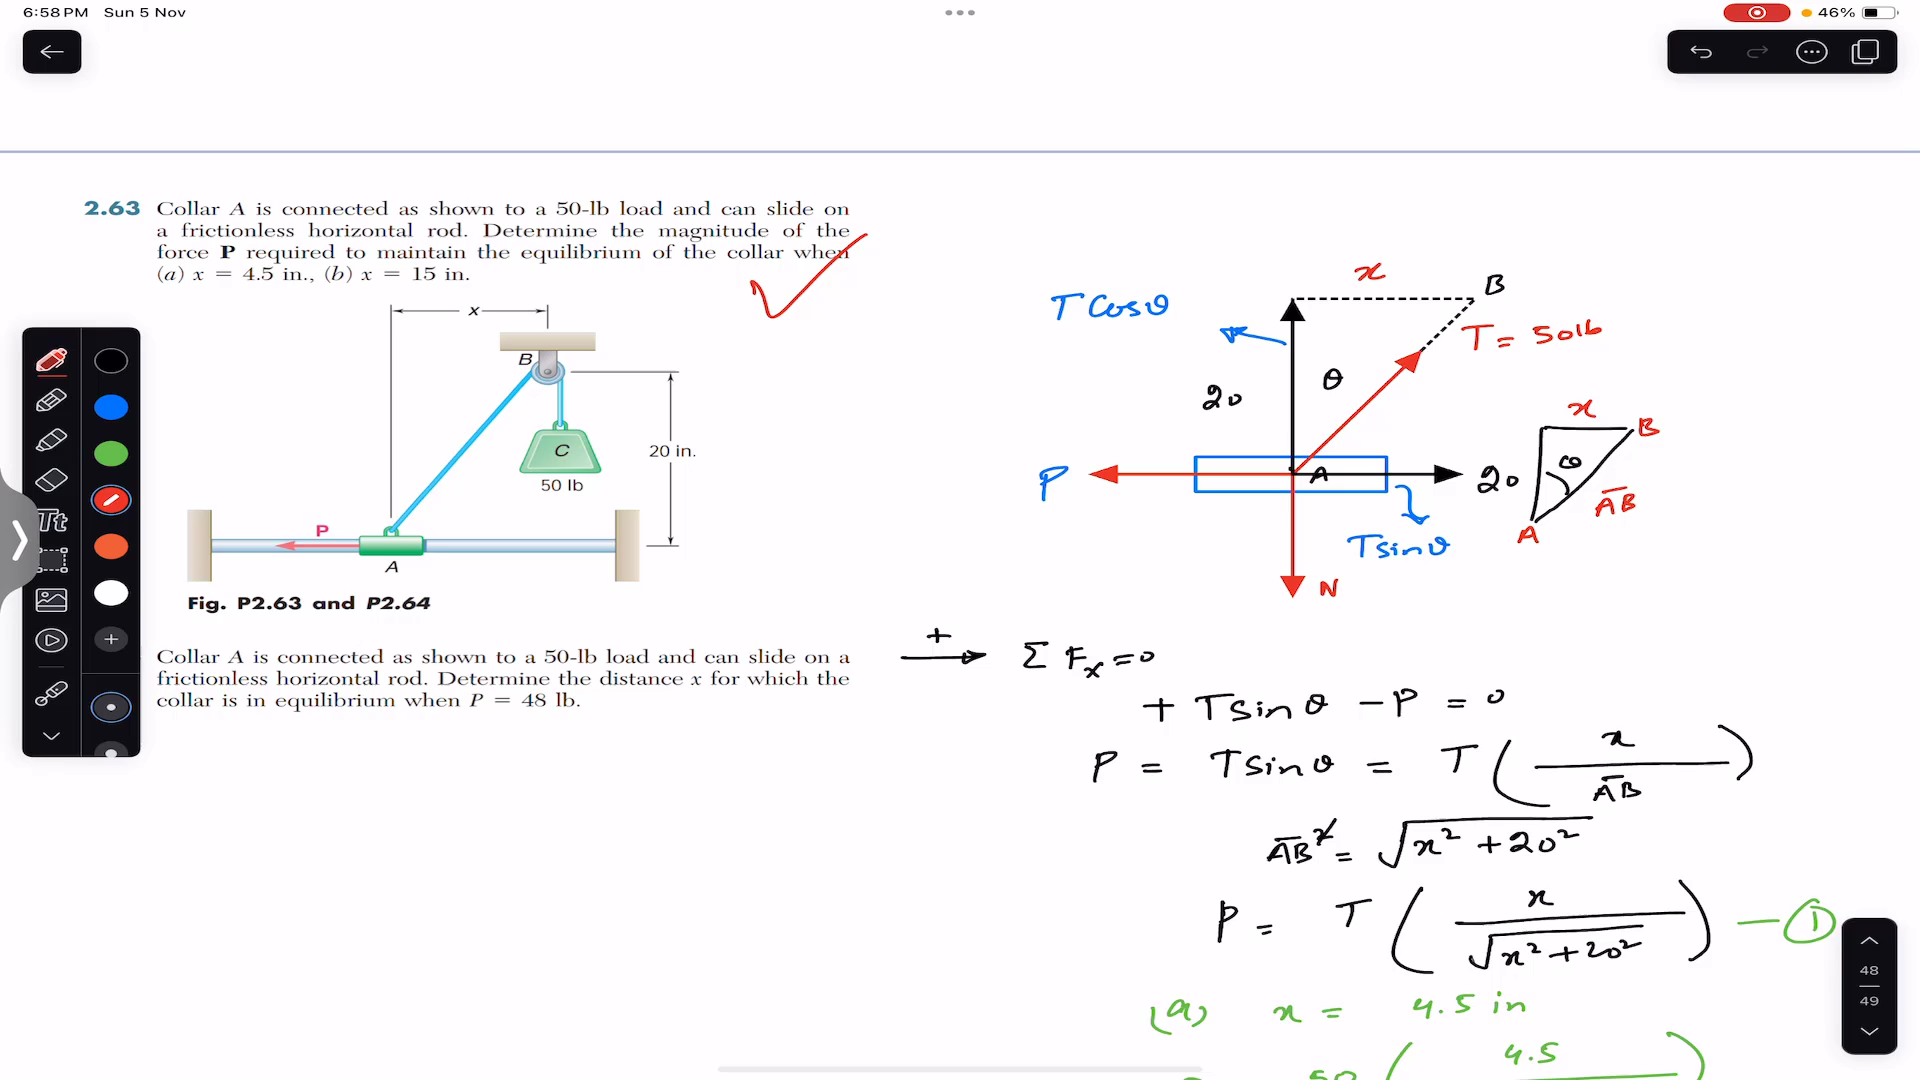 6:58 PM Sun 5 Nov
46%
2.63 Collar A is connected as shown to a 50-lb load and can slide on
a frictionless horizontal rod. Determine the magnitude of the
force P required to maintain the equilibrium of the collar when
(a) x = 4.5 in., (b) x = 15 in.
x
B
C
20 in.
50 lb
P
A
Fig. P2.63 and P2.64
Collar A is connected as shown to a 50-lb load and can slide on a
frictionless horizontal rod. Determine the distance x for which the
collar is in equilibrium when P = 48 lb.
Tt
x
B
T Cosθ
T = 50lb
θ
20
P
A
Tsinθ
N
x
B
20
θ
AB
A
+
Σ Fx = 0
+ Tsinθ - P = 0
P = Tsinθ = T ( x / A̅B̅ )
A̅B̅² = √x² + 20²
P = T ( x / √x² + 20² ) — ①
(a) x = 4.5 in
4.5
50
48
49